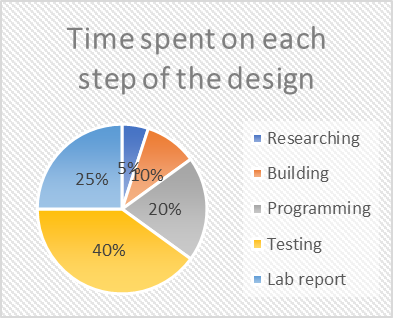 Time spent on each
step of the design
5%
10%
20%
40%
25%
Researching
Building
Programming
Testing
Lab report